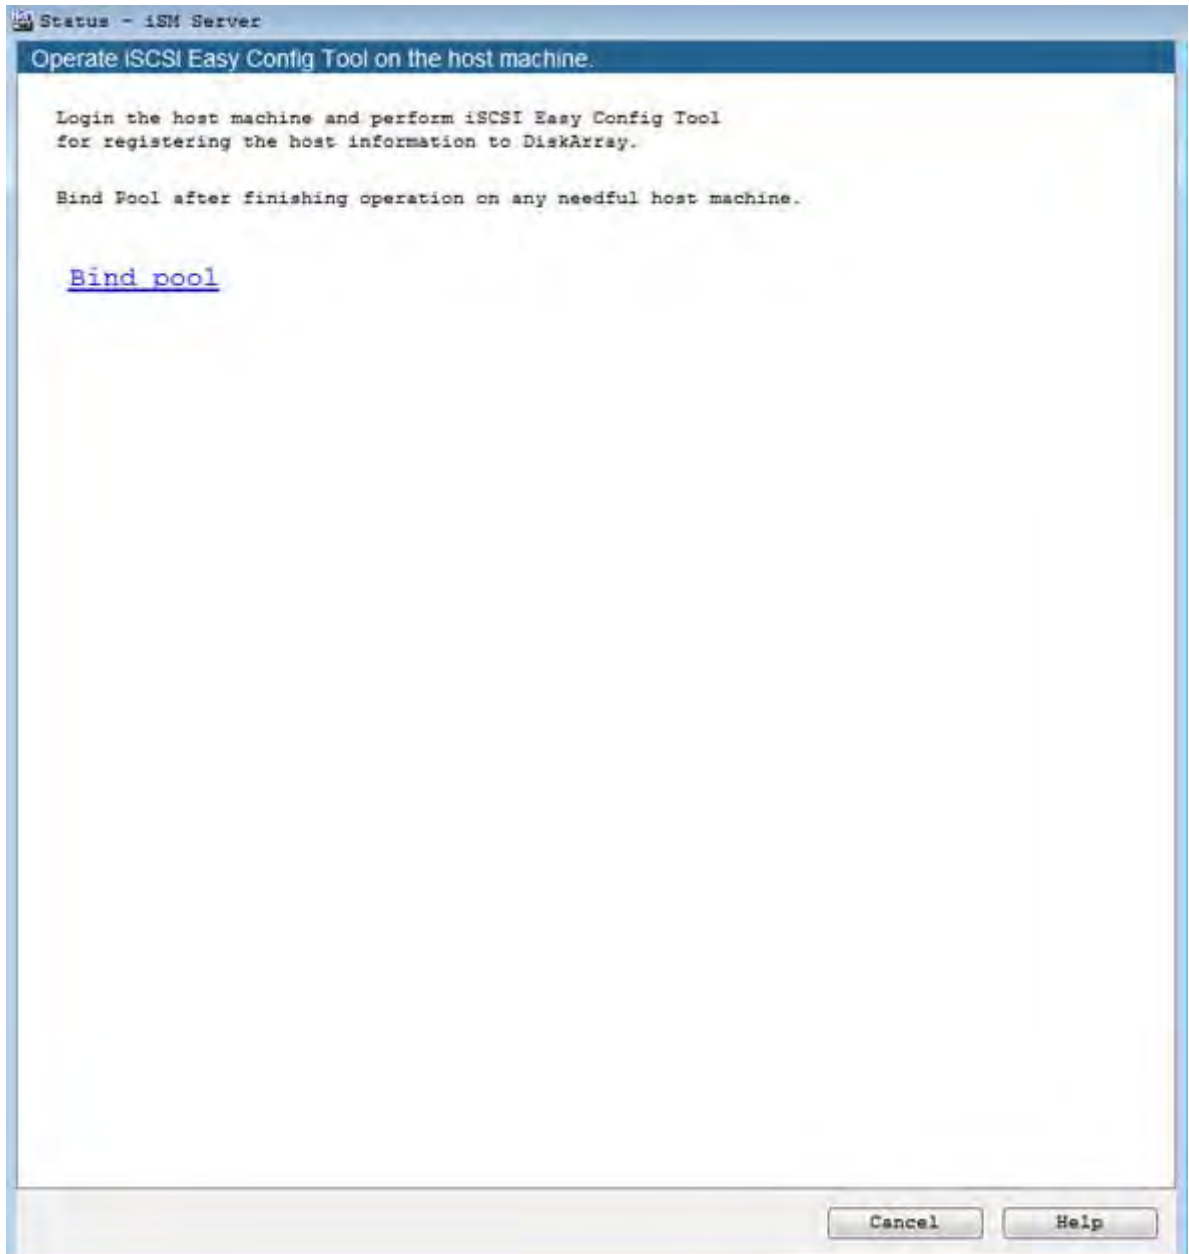 Status - iSM Server
Operate iSCSI Easy Config Tool on the host machine.
Login the host machine and perform iSCSI Easy Config Tool
for registering the host information to DiskArray.
Bind Pool after finishing operation on any needful host machine.
Bind pool
Cancel Help